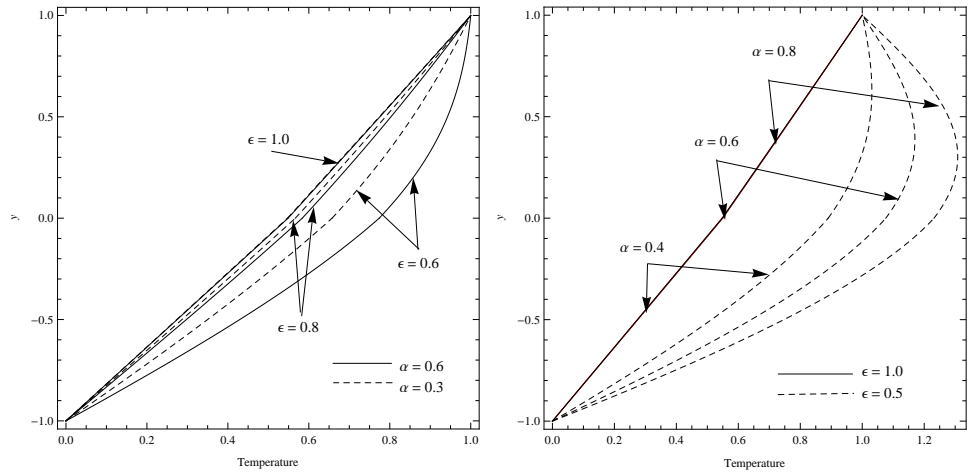 1.0
0.5
0.0
−0.5
−1.0
y
ϵ = 1.0
ϵ = 0.6
ϵ = 0.8
α = 0.6
α = 0.3
0.0 0.2 0.4 0.6 0.8 1.0
Temperature
1.0
0.5
0.0
−0.5
−1.0
y
α = 0.8
α = 0.6
α = 0.4
ϵ = 1.0
ϵ = 0.5
0.0 0.2 0.4 0.6 0.8 1.0 1.2
Temperature